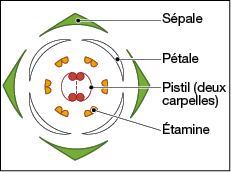 Sépale
Pétale
Pistil (deux
carpelles)
Étamine